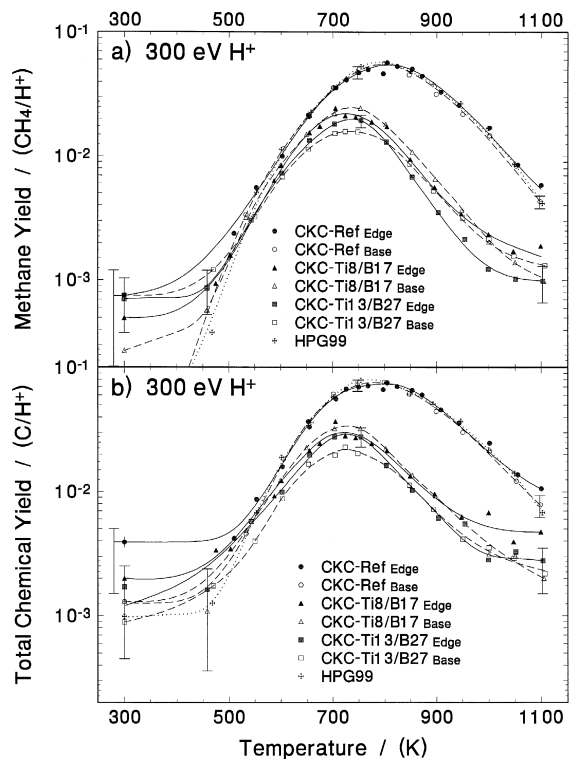 300 500 700 900 1100
10-1
a) 300 eV H+
Methane Yield / (CH4/H+)
10-2
CKC-Ref Edge
CKC-Ref Base
CKC-Ti8/B17 Edge
CKC-Ti8/B17 Base
CKC-Ti13/B27 Edge
CKC-Ti13/B27 Base
HPG99
10-3
10-1
b) 300 eV H+
Total Chemical Yield / (C/H+)
10-2
CKC-Ref Edge
CKC-Ref Base
CKC-Ti8/B17 Edge
CKC-Ti8/B17 Base
CKC-Ti13/B27 Edge
CKC-Ti13/B27 Base
HPG99
10-3
300 500 700 900 1100
Temperature / (K)